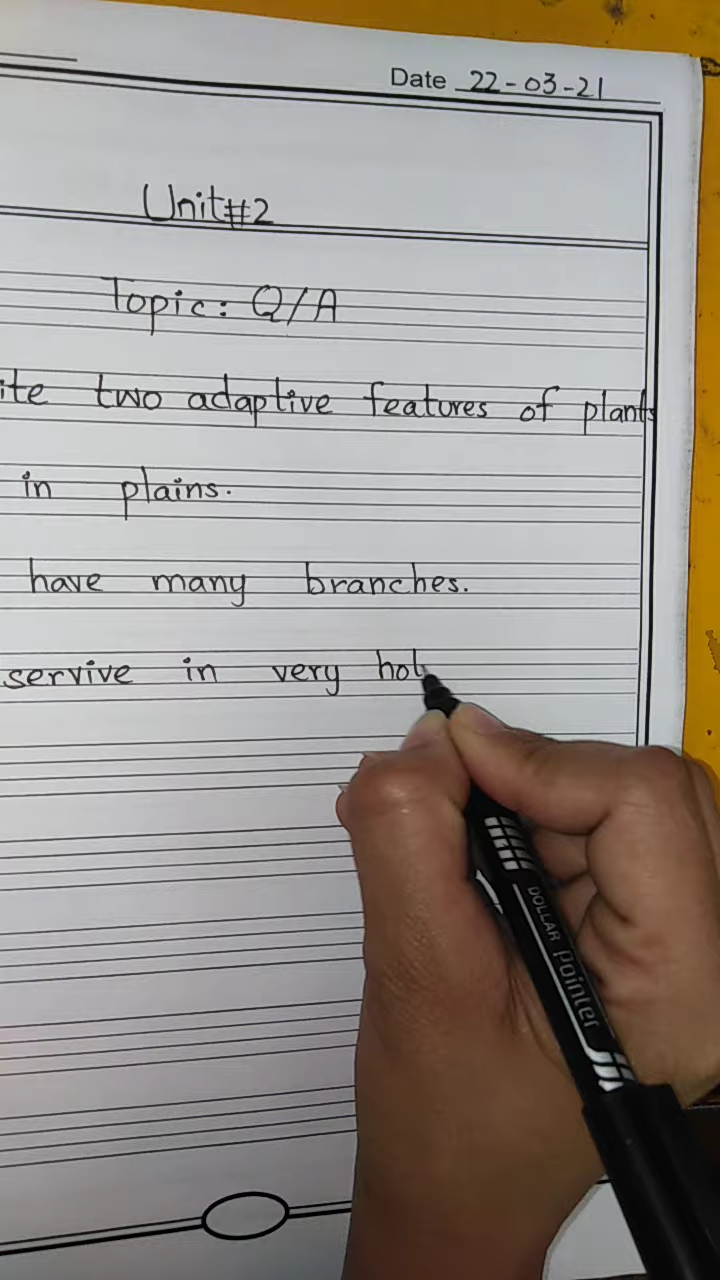 Date 22-03-21
Unit#2
Topic: Q/A
ite two adaptive features of plants
in plains.
have many branches.
servive in very hot
DOLLAR Pointer